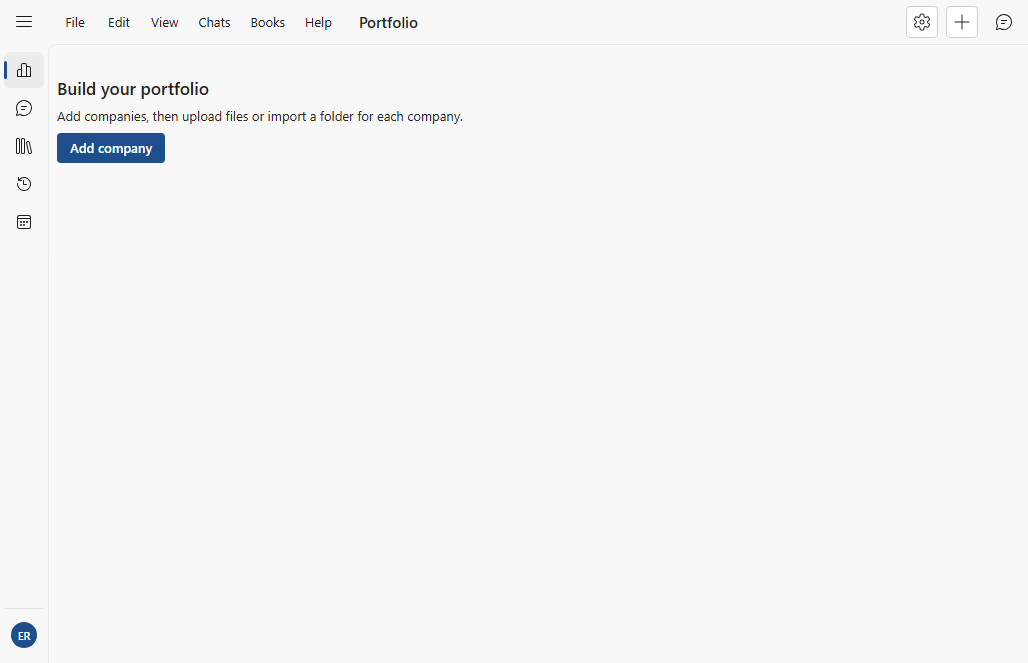 File Edit View Chats Books Help Portfolio
Build your portfolio
Add companies, then upload files or import a folder for each company.
Add company
ER